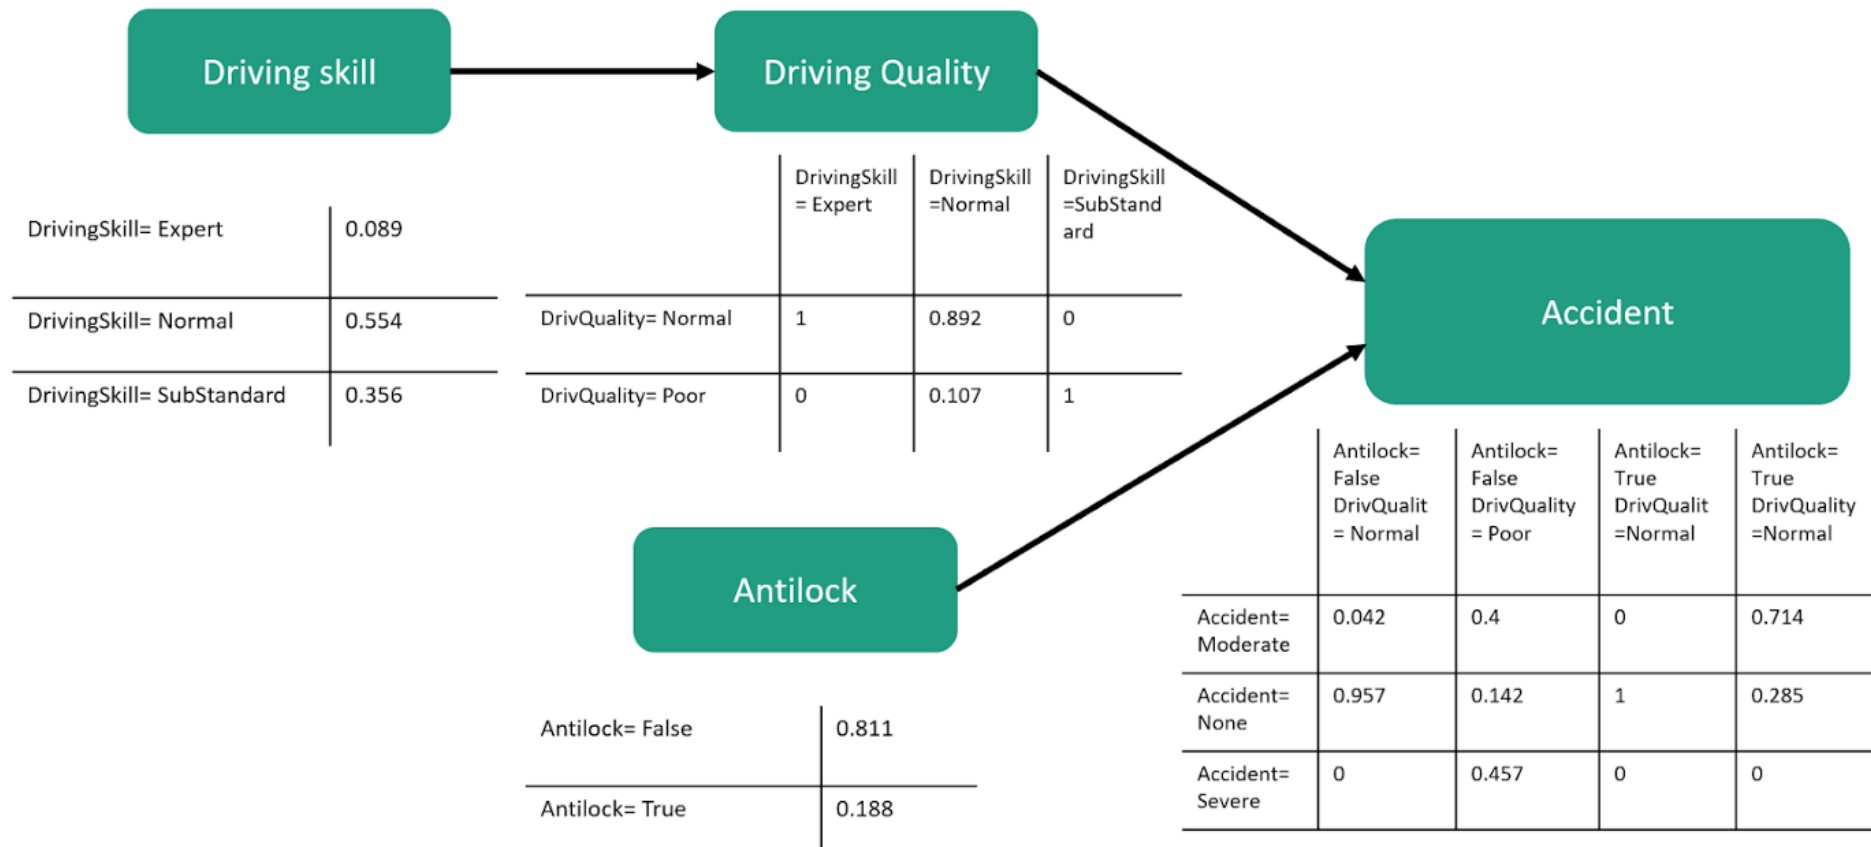 Driving skill
Driving Quality
DrivingSkill= Expert 0.089
DrivingSkill= Normal 0.554
DrivingSkill= SubStandard 0.356
DrivingSkill DrivingSkill DrivingSkill
= Expert =Normal =SubStand
ard
DrivQuality= Normal 1 0.892 0
DrivQuality= Poor 0 0.107 1
Accident
Antilock
Antilock= False 0.811
Antilock= True 0.188
Antilock= Antilock= Antilock= Antilock=
False False True True
DrivQualit DrivQuality DrivQualit DrivQuality
= Normal = Poor =Normal =Normal
Accident= 0.042 0.4 0 0.714
Moderate
Accident= 0.957 0.142 1 0.285
None
Accident= 0 0.457 0 0
Severe